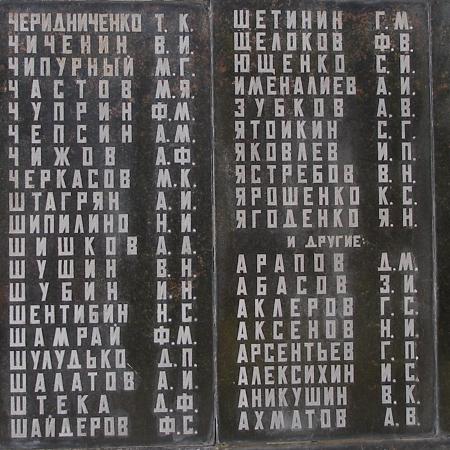 ЧЕРИДНИЧЕНКО Т. К.
ЧИЧЕНИН В. И.
ЧИПУРНЫЙ М. Г.
ЧАСТОВ М. Я.
ЧУПРИН Ф. М.
ЧЕПСИН А. М.
ЧИЖОВ А. Ф.
ЧЕРКАСОВ М. К.
ШТАГРЯН А. И.
ШИПИЛИНО Н. И.
ШИШКОВ А. А.
ШУШИН В. Н.
ШУБИН И. Н.
ШЕНТИБИН Н. С.
ШАМРАЙ Ф. М.
ШУЛУДЬКО Д. П.
ШАЛАТОВ А. И.
ШТЕКА Д. Ф.
ШАЙДЕРОВ Ф. С.
ЩЕТИНИН Г. М.
ЩЕЛОКОВ Ф. В.
ЮЩЕНКО С. И.
ИМЕНАЛИЕВ А. И.
ЗУБКОВ А. В.
ЯТОИКИН С. Г.
ЯКОВЛЕВ И. П.
ЯСТРЕБОВ В. Н.
ЯРОШЕНКО К. С.
ЯГОДЕНКО Я. Н.
И ДРУГИЕ:
АРАПОВ Д. М.
АБАСОВ З. И.
АКЛЕРОВ Г. С.
АКСЕНОВ Н. И.
АРСЕНТЬЕВ Г. П.
АЛЕКСИХИН И. С.
АНИКУШИН В. К.
АХМАТОВ А. В.